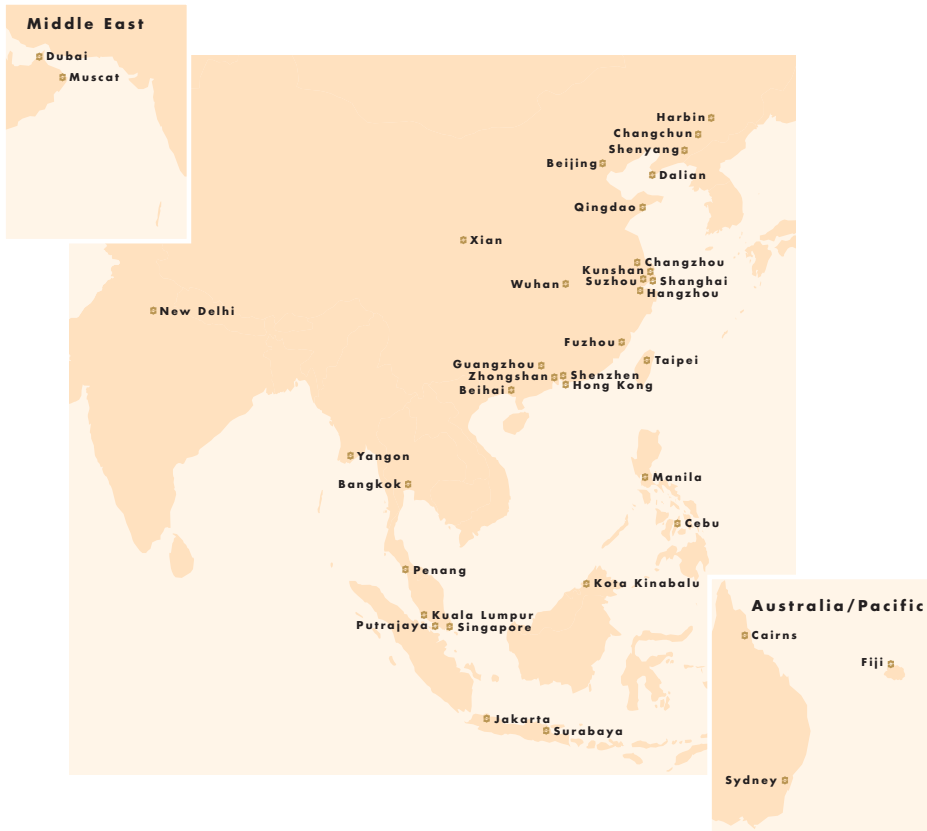 Middle East
Dubai
Muscat
Harbin
Changchun
Shenyang
Beijing
Dalian
Qingdao
Xian
Changzhou
Kunshan
Suzhou
Shanghai
Wuhan
Hangzhou
New Delhi
Fuzhou
Taipei
Guangzhou
Zhongshan
Shenzhen
Hong Kong
Beihai
Yangon
Manila
Bangkok
Cebu
Penang
Kota Kinabalu
Kuala Lumpur
Putrajaya
Singapore
Jakarta
Surabaya
Australia/Pacific
Cairns
Fiji
Sydney